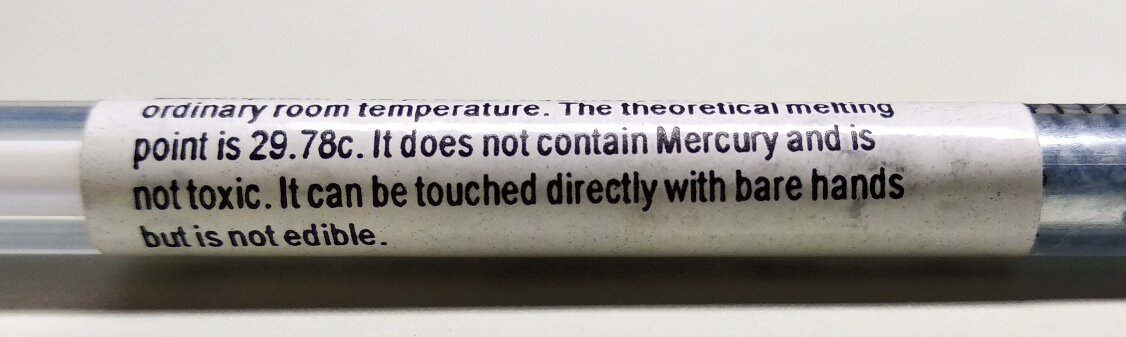 ordinary room temperature. The theoretical melting
point is 29.78c. It does not contain Mercury and is
not toxic. It can be touched directly with bare hands
but is not edible.